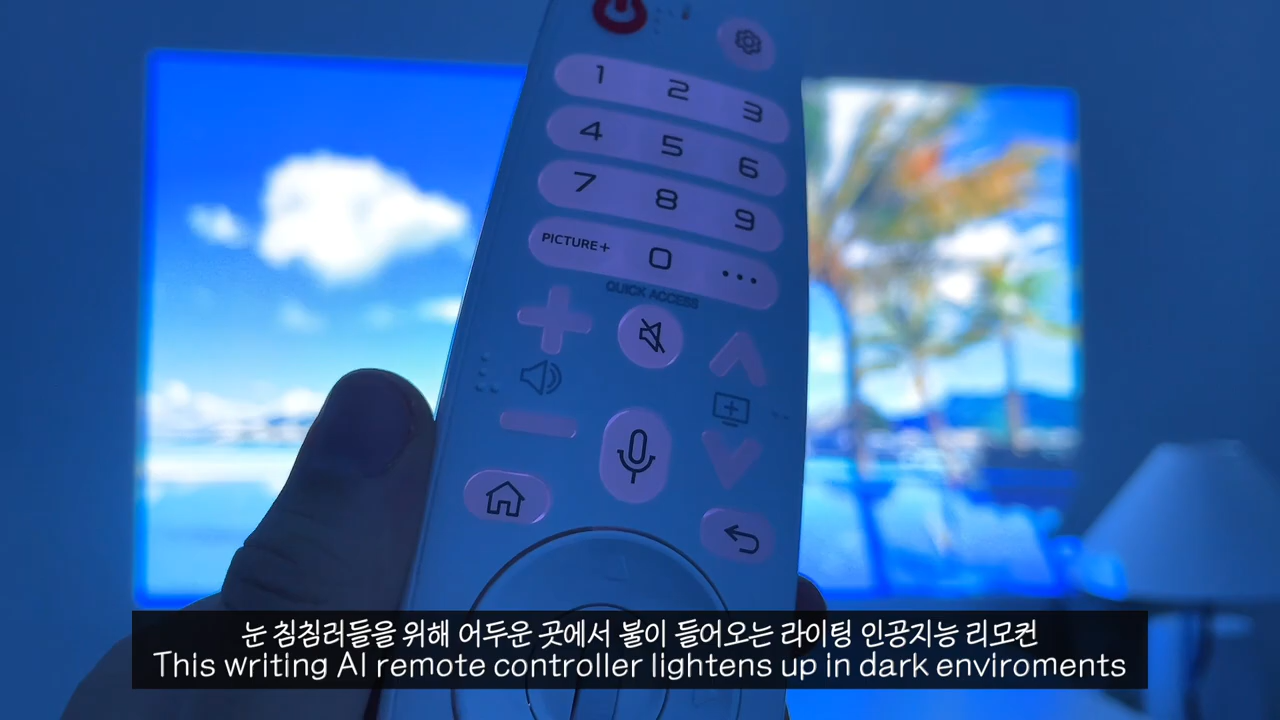 1 2 3
4 5 6
7 8 9
PICTURE+ 0 ...
QUICK ACCESS
눈 침침러들을 위해 어두운 곳에서 불이 들어오는 라이팅 인공지능 리모컨
This writing AI remote controller lightens up in dark enviroments